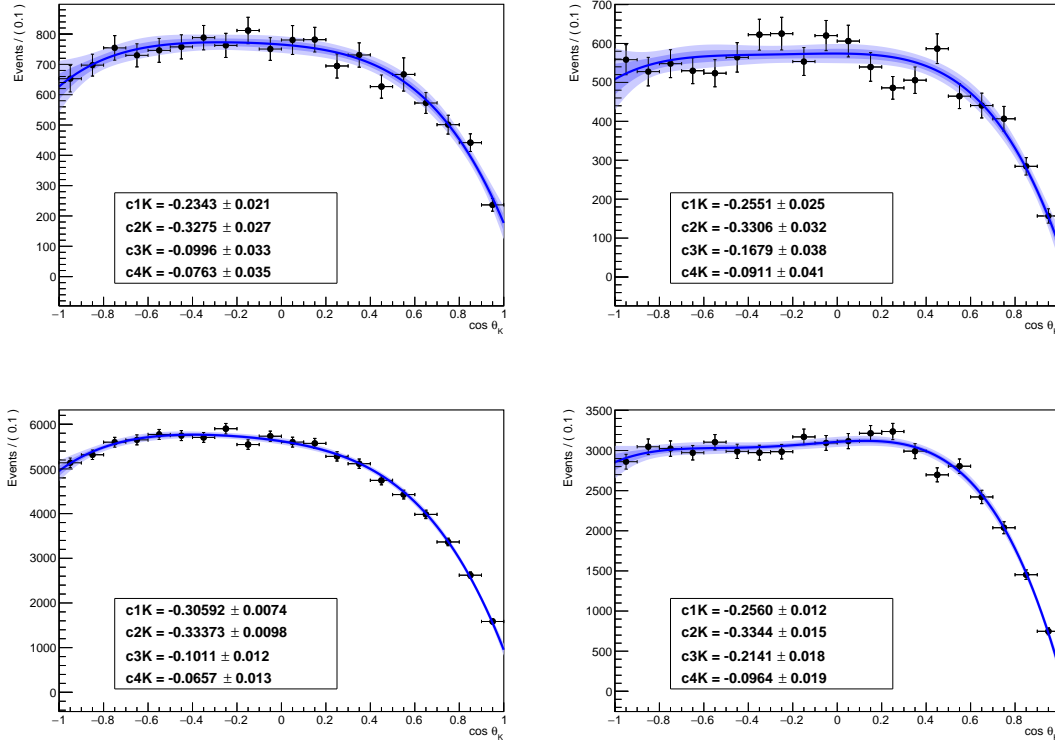 Events / ( 0.1 )
800
700
600
500
400
300
200
100
0
c1K = -0.2343 ± 0.021
c2K = -0.3275 ± 0.027
c3K = -0.0996 ± 0.033
c4K = -0.0763 ± 0.035
−1 −0.8 −0.6 −0.4 −0.2 0 0.2 0.4 0.6 0.8 1
cos θK
Events / ( 0.1 )
700
600
500
400
300
200
100
0
c1K = -0.2551 ± 0.025
c2K = -0.3306 ± 0.032
c3K = -0.1679 ± 0.038
c4K = -0.0911 ± 0.041
−1 −0.8 −0.6 −0.4 −0.2 0 0.2 0.4 0.6 0.8
cos θ
Events / ( 0.1 )
6000
5000
4000
3000
2000
1000
0
c1K = -0.30592 ± 0.0074
c2K = -0.33373 ± 0.0098
c3K = -0.1011 ± 0.012
c4K = -0.0657 ± 0.013
−1 −0.8 −0.6 −0.4 −0.2 0 0.2 0.4 0.6 0.8 1
cos θK
Events / ( 0.1 )
3500
3000
2500
2000
1500
1000
500
0
c1K = -0.2560 ± 0.012
c2K = -0.3344 ± 0.015
c3K = -0.2141 ± 0.018
c4K = -0.0964 ± 0.019
−1 −0.8 −0.6 −0.4 −0.2 0 0.2 0.4 0.6 0.8
cos θ